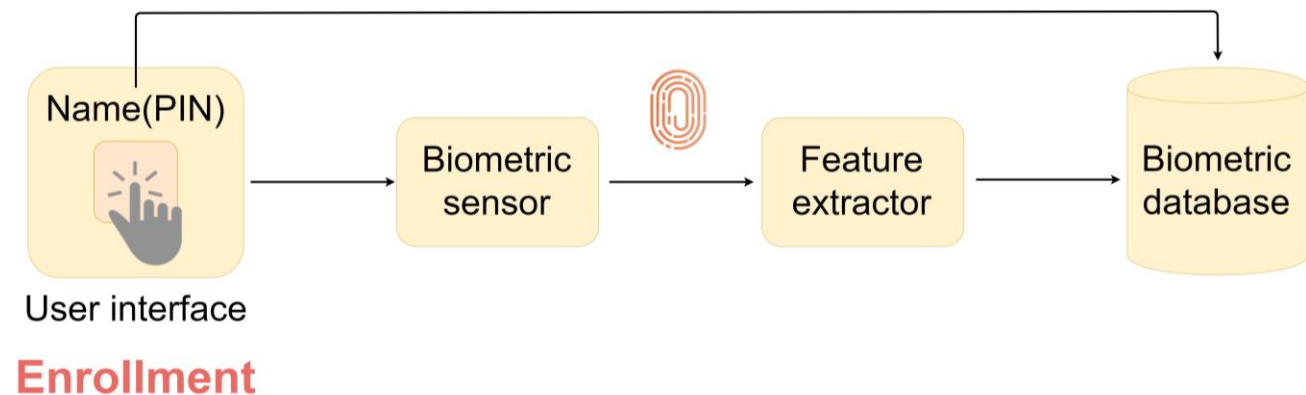 Name(PIN)
User interface
Biometric
sensor
Feature
extractor
Biometric
database
Enrollment